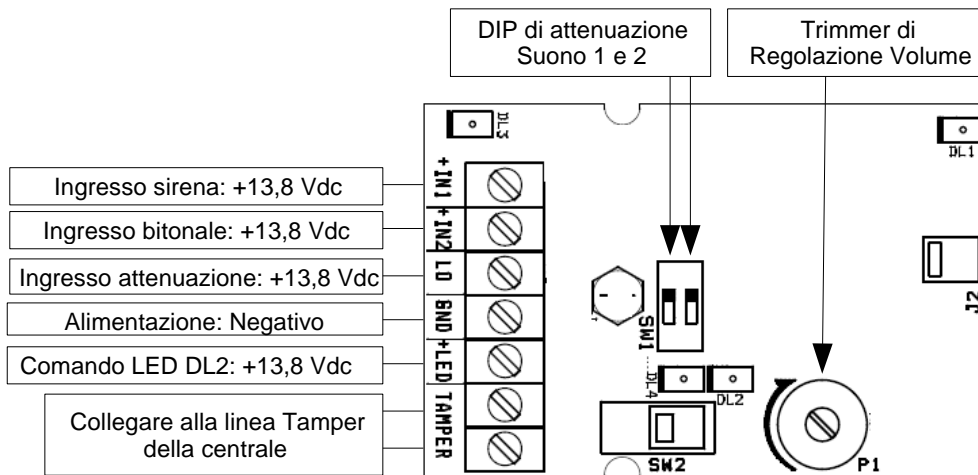 DIP di attenuazione
Suono 1 e 2
Trimmer di
Regolazione Volume
DL3
DL1
Ingresso sirena: +13,8 Vdc
+IN1
Ingresso bitonale: +13,8 Vdc
+IN2
Ingresso attenuazione: +13,8 Vdc
LO
J2
Alimentazione: Negativo
GND
SW1
Comando LED DL2: +13,8 Vdc
+LED
DL4
DL2
Collegare alla linea Tamper
della centrale
TAMPER
SW2
P1